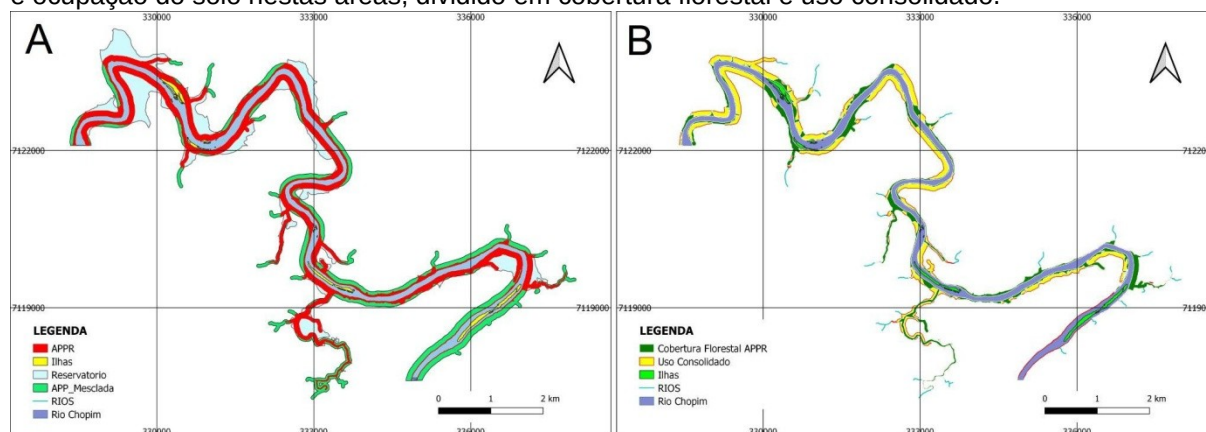 e ocupação do solo nestas áreas, dividido em cobertura florestal e uso consolidado.
330000 333000 336000
A
7122000
7119000
LEGENDA
APPR
Ilhas
Reservatorio
APP_Mesclada
RIOS
Rio Chopim
0 1 2 km
330000 333000 336000
330000 333000 336000
B
7122000 7122000
7119000 7119000
LEGENDA
Cobertura Florestal APPR
Uso Consolidado
Ilhas
RIOS
Rio Chopim
0 1 2 km
330000 333000 336000